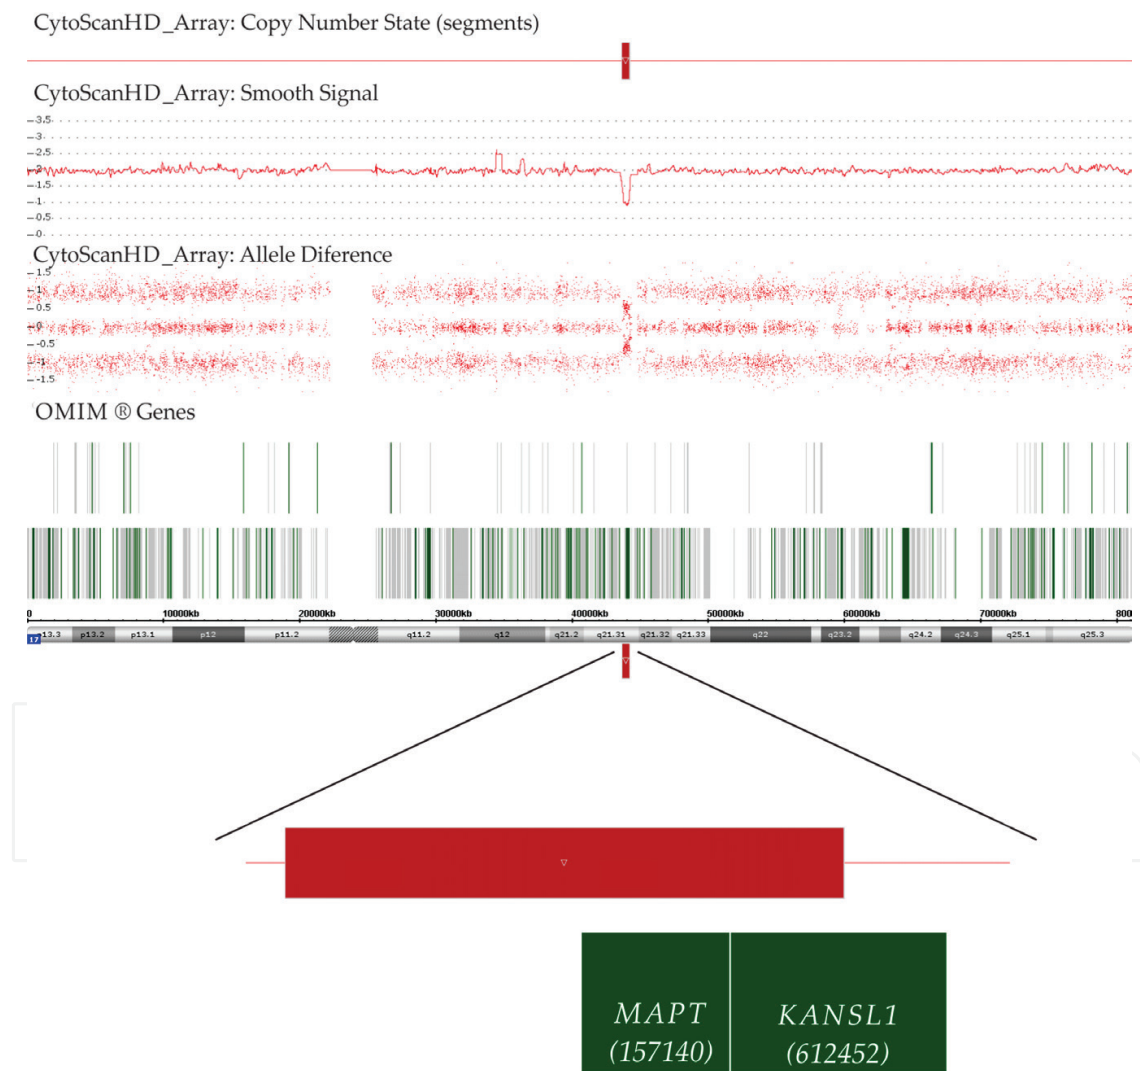 CytoScanHD_Array: Copy Number State (segments)
CytoScanHD_Array: Smooth Signal
3.5
3
2.5
2
1.5
1
0.5
0
CytoScanHD_Array: Allele Diference
1.5
1
0.5
0
-0.5
-1
-1.5
OMIM ® Genes
0 10000kb 20000kb 30000kb 40000kb 50000kb 60000kb 70000kb 800
17 p13.3 p13.2 p13.1 p12 p11.2 q11.2 q12 q21.2 q21.31 q21.32 q21.33 q22 q23.2 q24.2 q24.3 q25.1 q25.3
MAPT KANSL1
(157140) (612452)